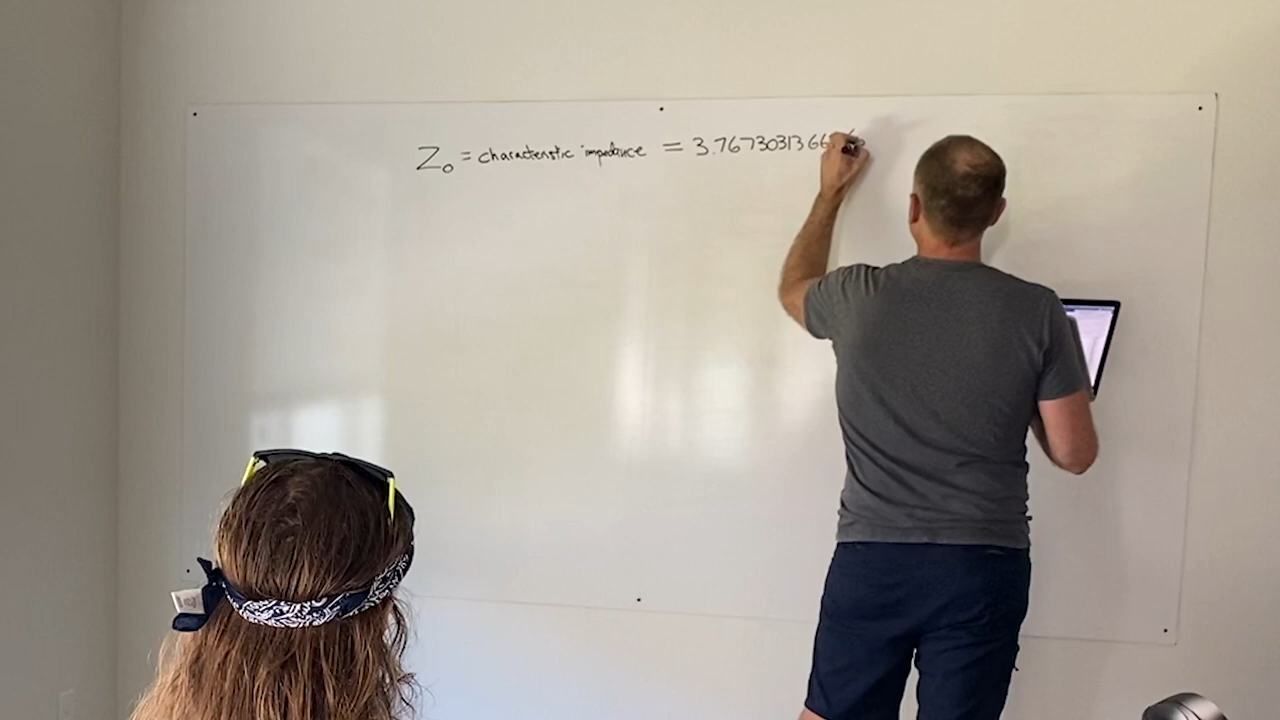 Z₀ = characteristic impedance = 3.7673031366